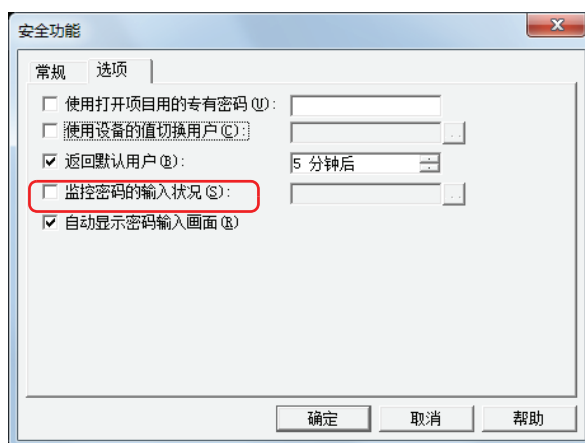 安全功能
常规 选项
使用打开项目用的专有密码(U):
使用设备的值切换用户(C): ..
返回默认用户(B): 5 分钟后
监控密码的输入状况(S): ..
自动显示密码输入画面(R)
确定 取消 帮助